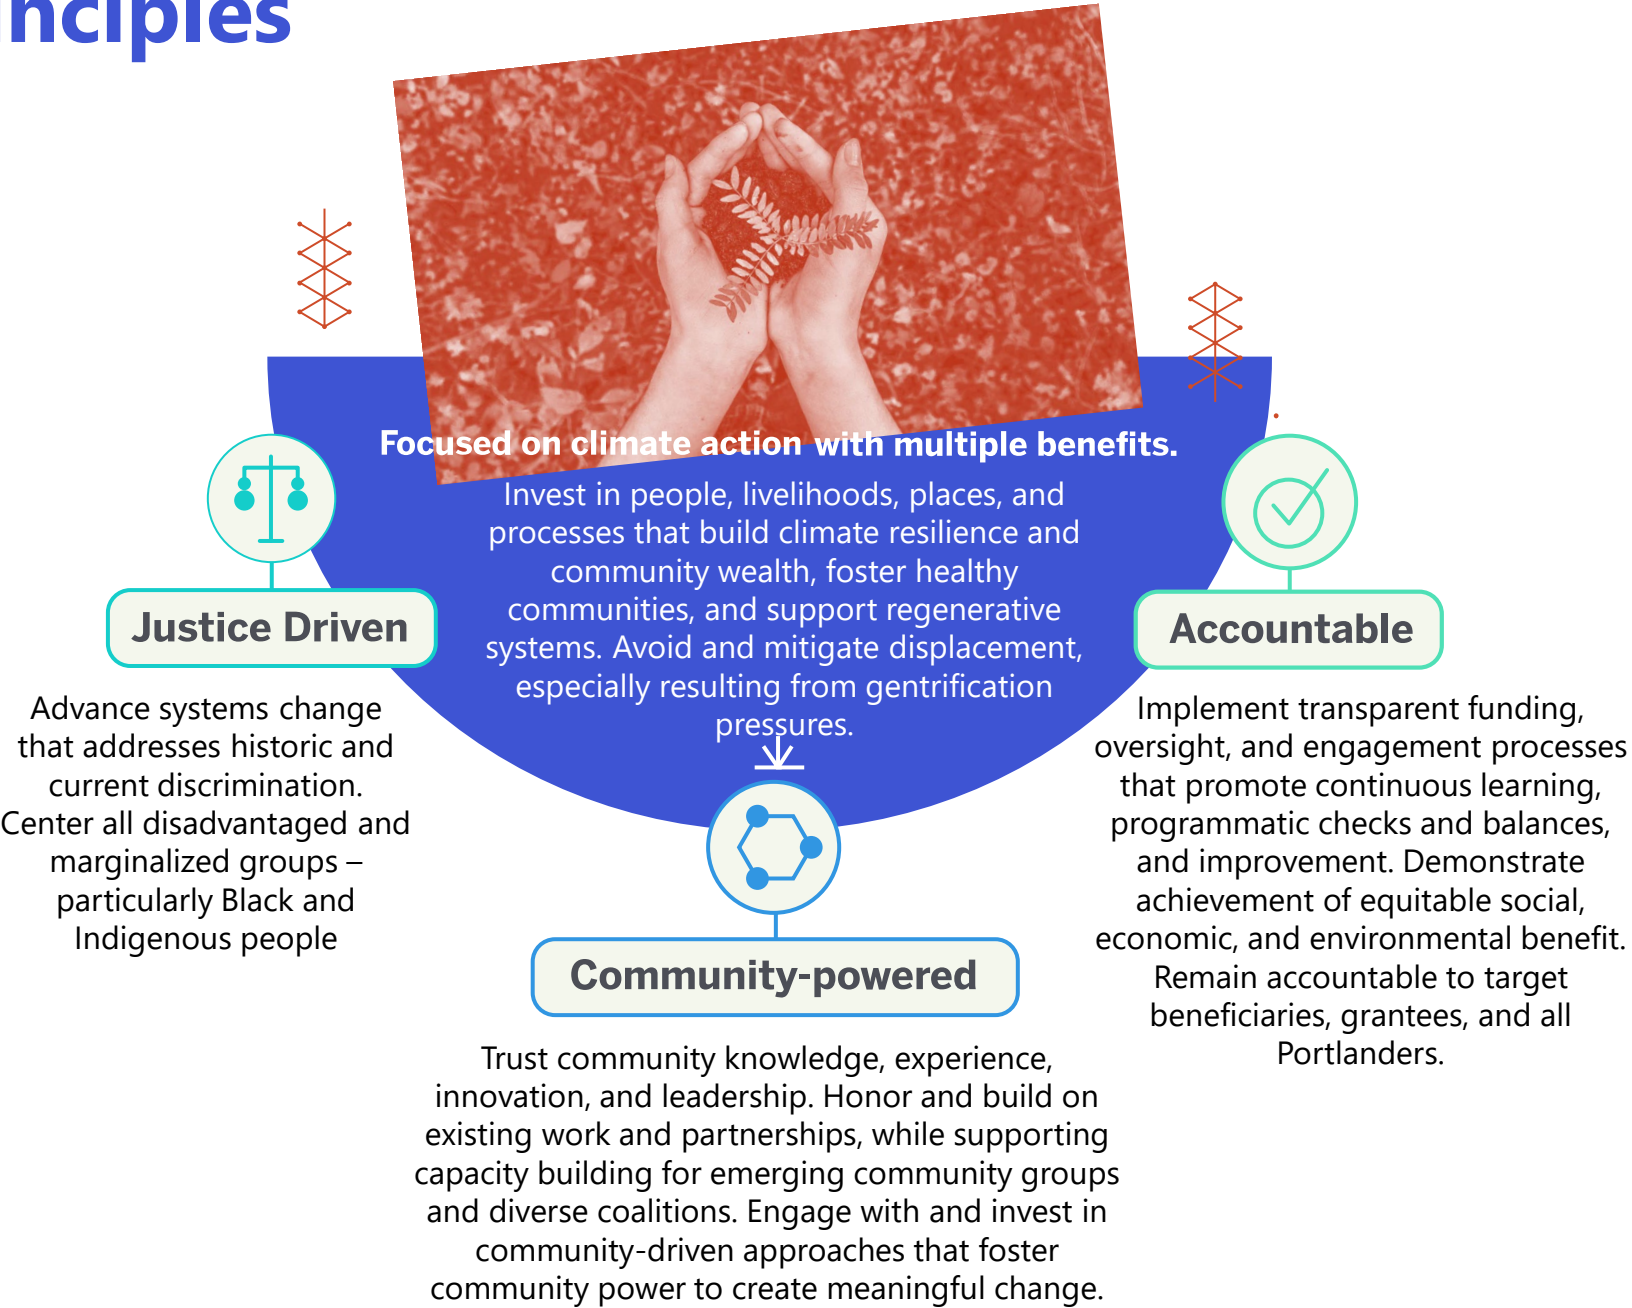 inciples
Focused on climate action with multiple benefits.
Invest in people, livelihoods, places, and
processes that build climate resilience and
community wealth, foster healthy
communities, and support regenerative
systems. Avoid and mitigate displacement,
especially resulting from gentrification
pressures.
Justice Driven
Advance systems change
that addresses historic and
current discrimination.
Center all disadvantaged and
marginalized groups –
particularly Black and
Indigenous people
Community-powered
Trust community knowledge, experience,
innovation, and leadership. Honor and build on
existing work and partnerships, while supporting
capacity building for emerging community groups
and diverse coalitions. Engage with and invest in
community-driven approaches that foster
community power to create meaningful change.
Accountable
Implement transparent funding,
oversight, and engagement processes
that promote continuous learning,
programmatic checks and balances,
and improvement. Demonstrate
achievement of equitable social,
economic, and environmental benefit.
Remain accountable to target
beneficiaries, grantees, and all
Portlanders.